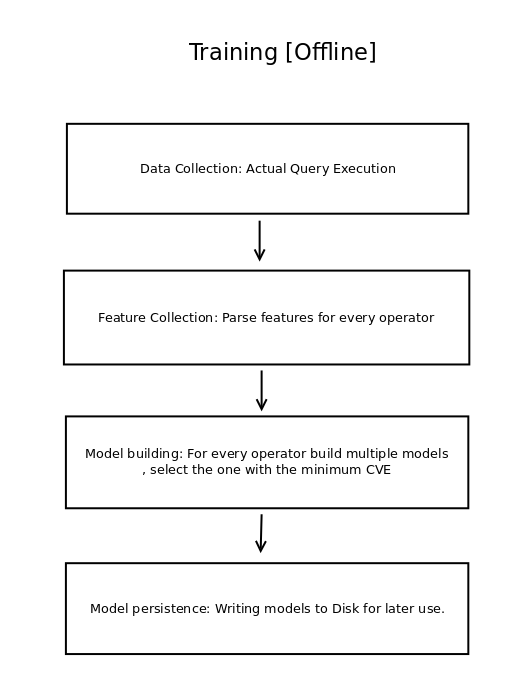 Training [Offline]
Data Collection: Actual Query Execution
Feature Collection: Parse features for every operator
Model building: For every operator build multiple models
, select the one with the minimum CVE
Model persistence: Writing models to Disk for later use.